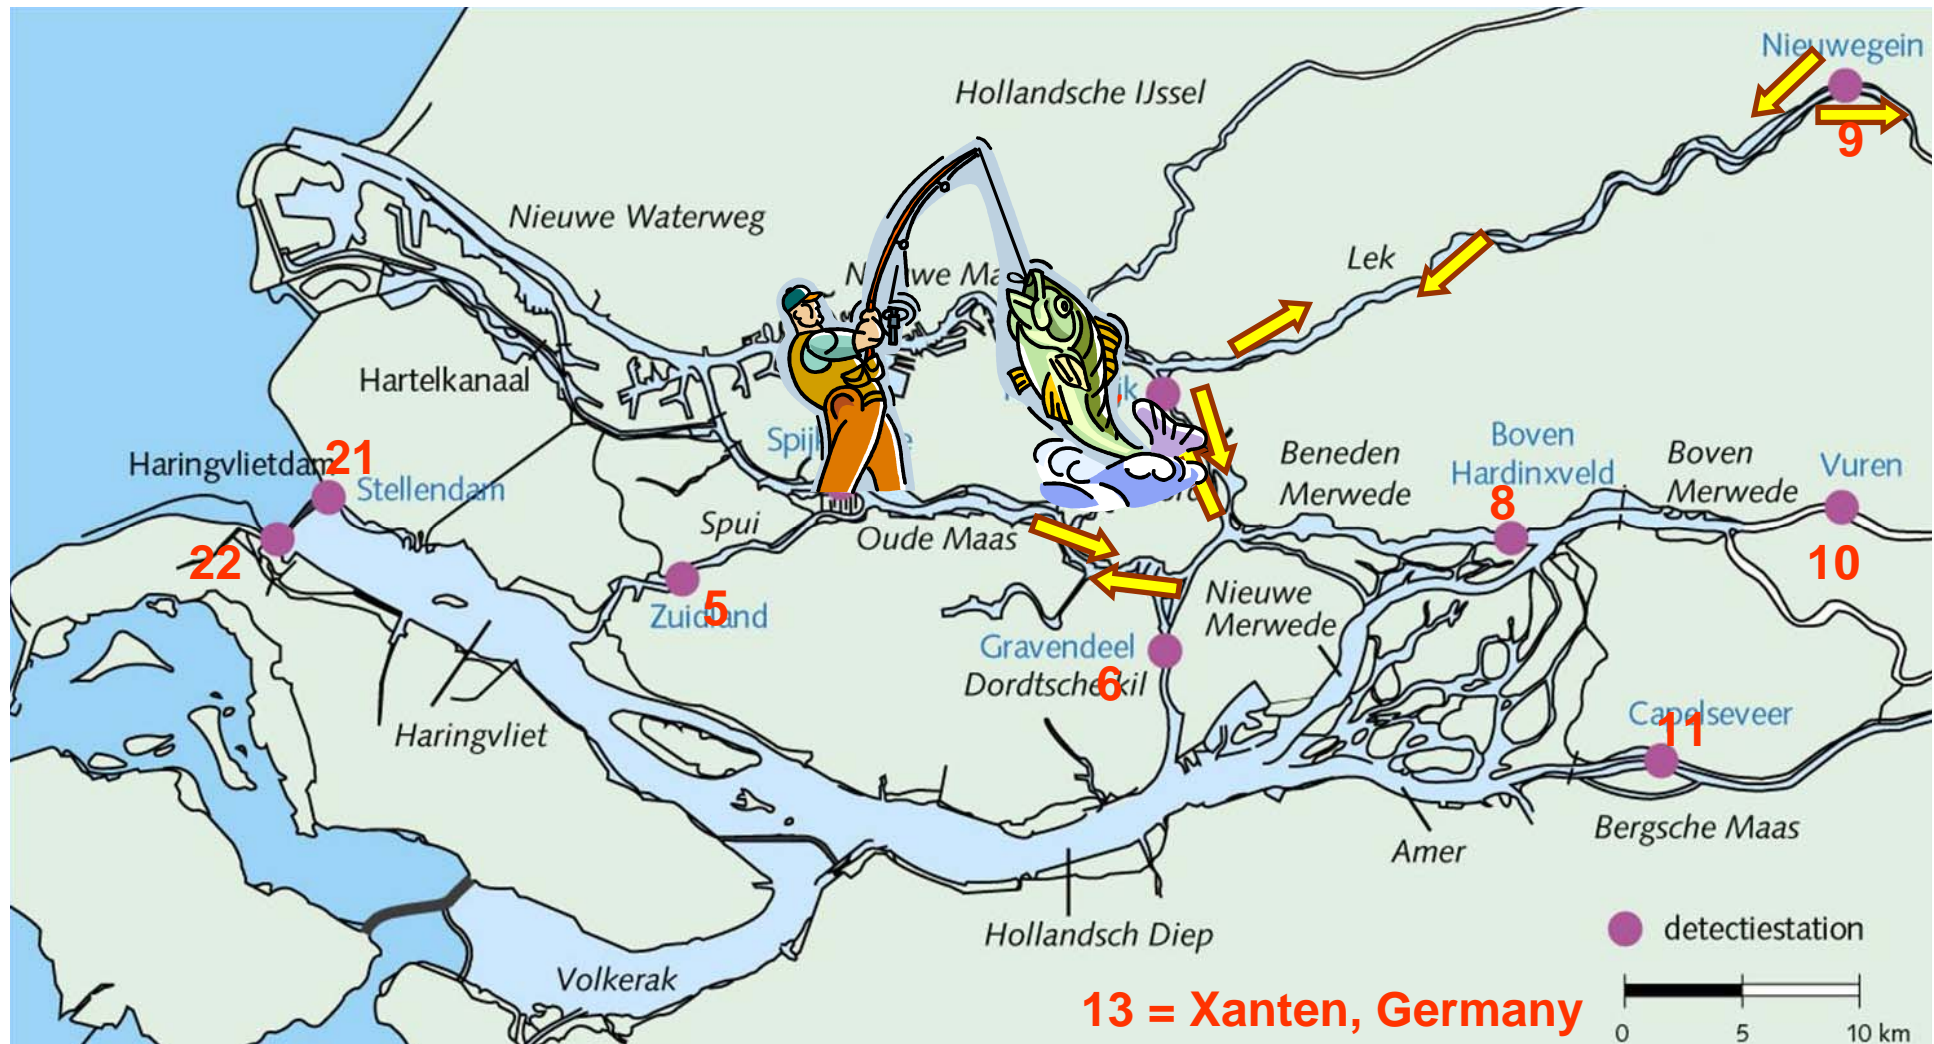 Nieuwegein
Hollandsche IJssel
9
Nieuwe Waterweg
Lek
Hartelkanaal
Haringvlietdam
21
Stellendam
Beneden
Merwede
Boven
Hardinxveld
8
Boven
Merwede
Vuren
10
22
Spui
Oude Maas
Zuidland
5
Nieuwe
Merwede
Gravendeel
Dordtsche kil
6
Haringvliet
Capelseveer
11
Bergsche Maas
Amer
Hollandsch Diep
detectiestation
Volkerak
13 = Xanten, Germany
0 5 10 km